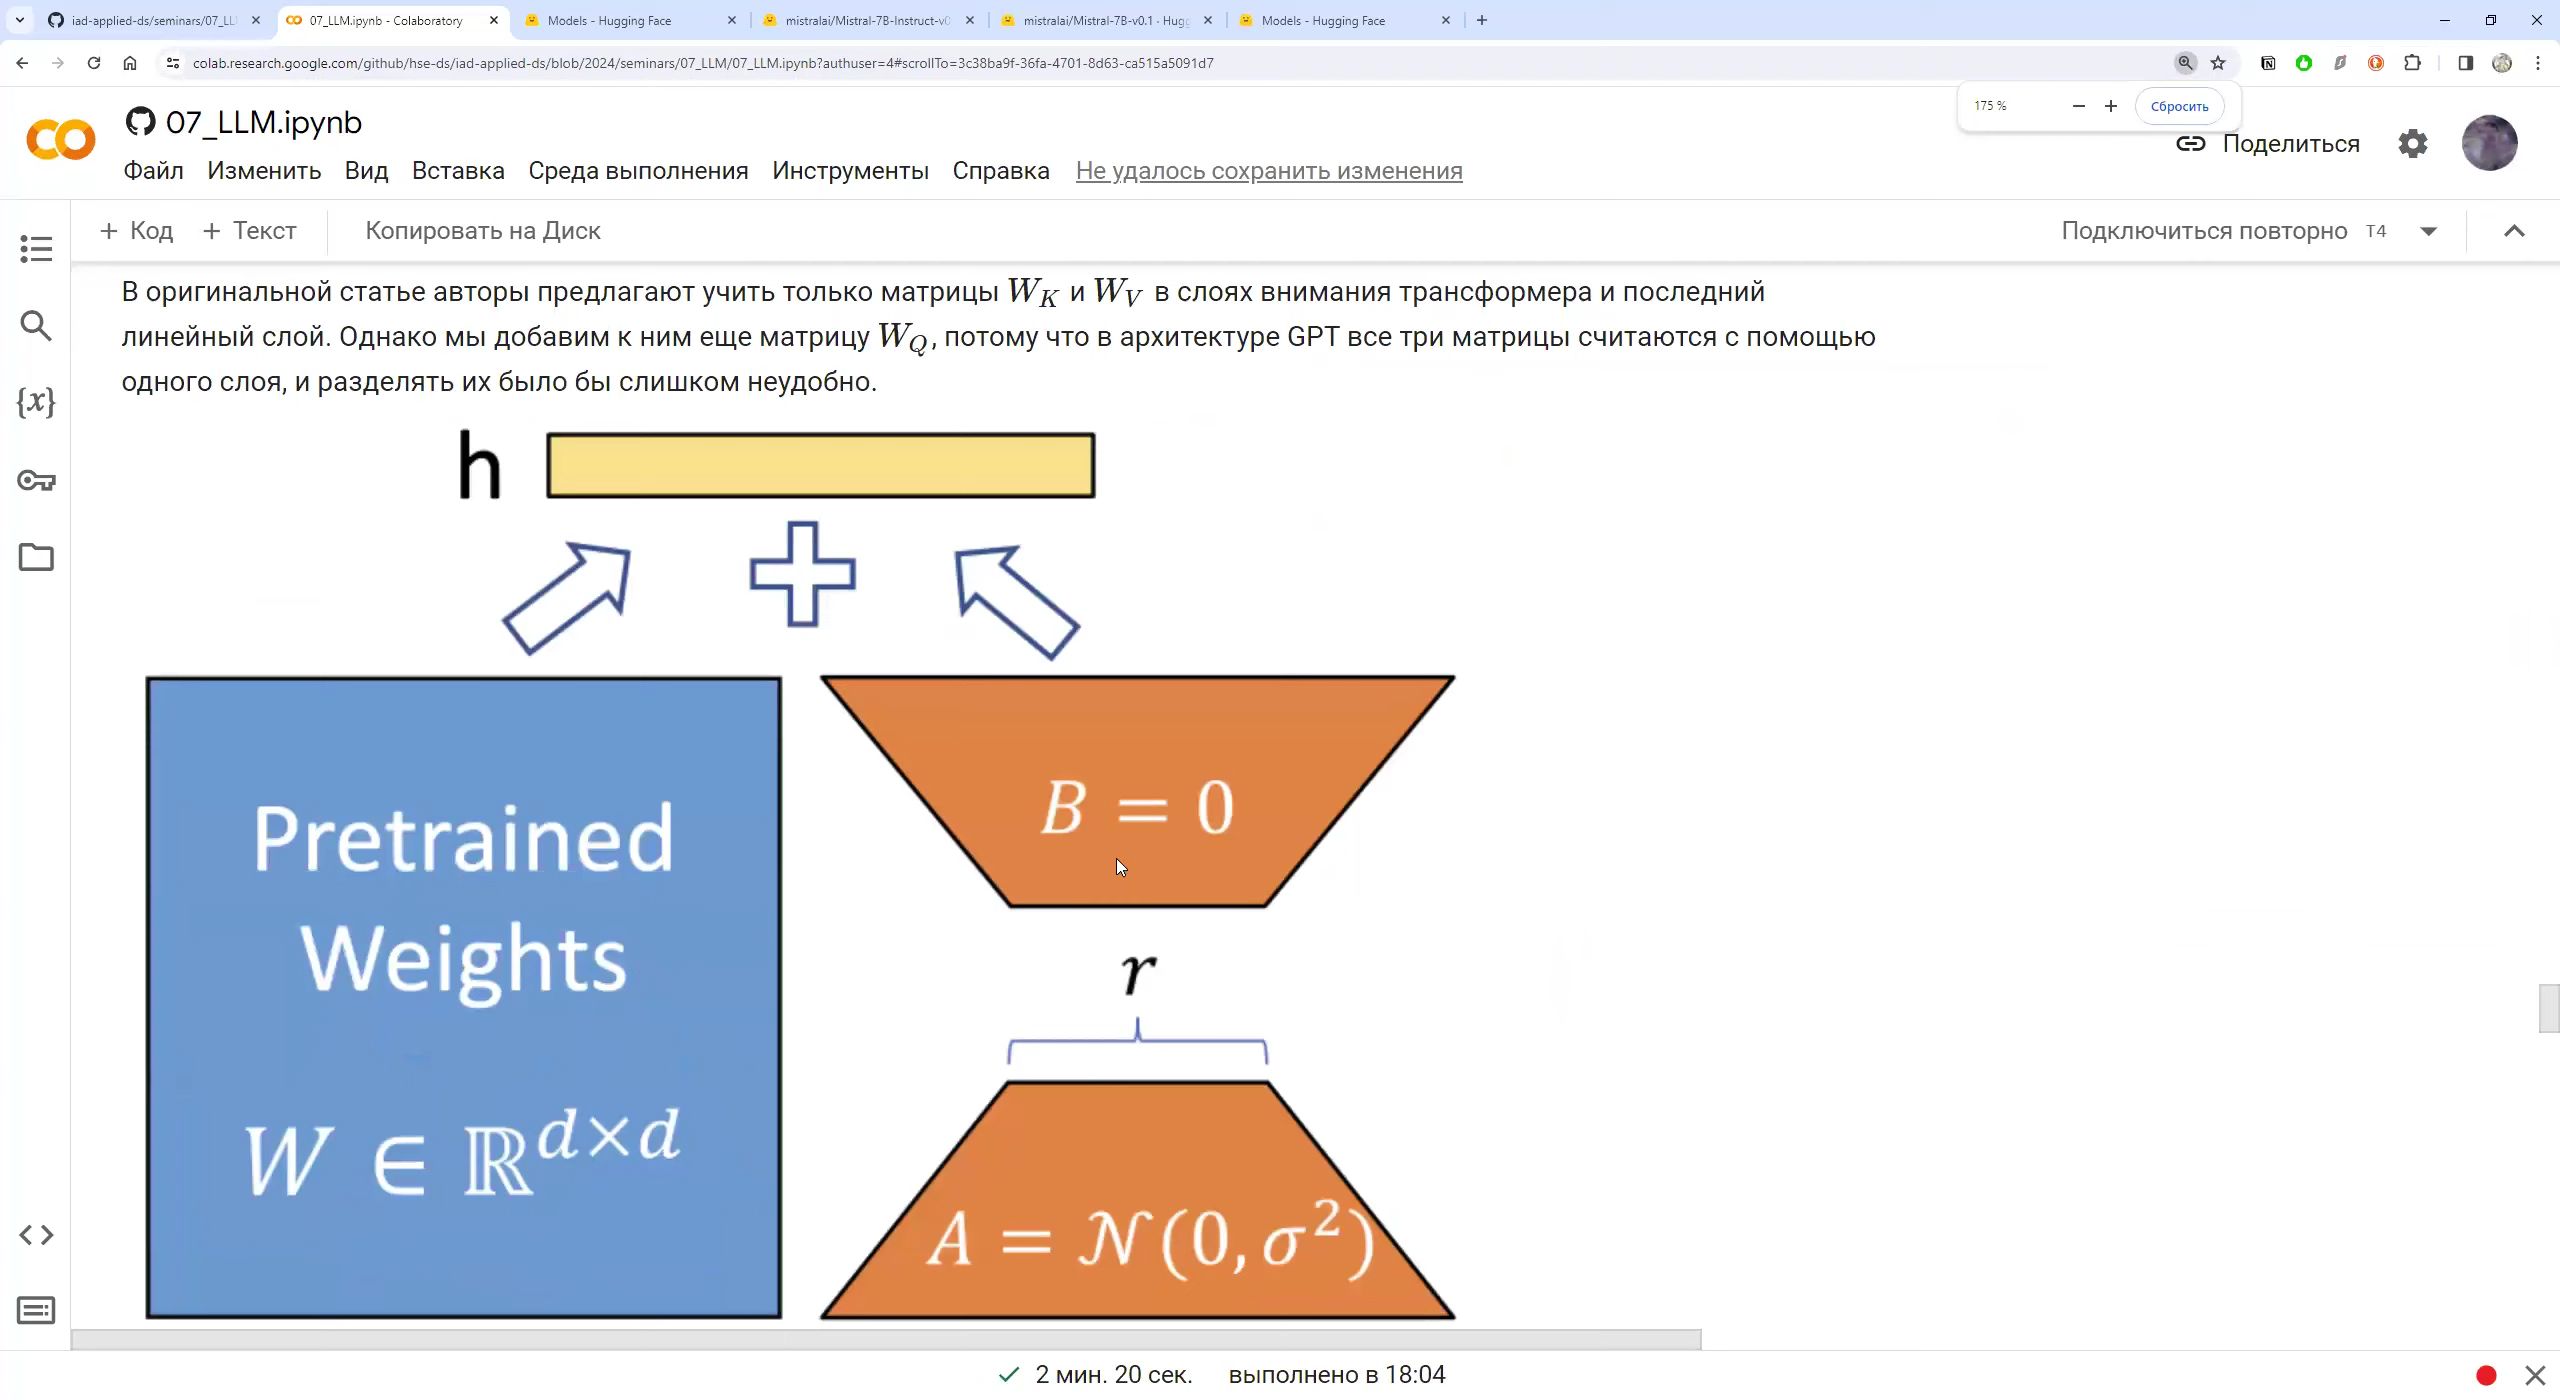 iad-applied-ds/seminars/07_LL
07_LLM.ipynb - Colaboratory
Models - Hugging Face
mistralai/Mistral-7B-Instruct-v0
mistralai/Mistral-7B-v0.1 · Hugg
Models - Hugging Face
colab.research.google.com/github/hse-ds/iad-applied-ds/blob/2024/seminars/07_LLM/07_LLM.ipynb?authuser=4#scrollTo=3c38ba9f-36fa-4701-8d63-ca515a5091d7
175 %
Сбросить
07_LLM.ipynb
Поделиться
Файл Изменить Вид Вставка Среда выполнения Инструменты Справка Не удалось сохранить изменения
+ Код + Текст Копировать на Диск Подключиться повторно T4
В оригинальной статье авторы предлагают учить только матрицы W_K и W_V в слоях внимания трансформера и последний
линейный слой. Однако мы добавим к ним еще матрицу W_Q, потому что в архитектуре GPT все три матрицы считаются с помощью
одного слоя, и разделять их было бы слишком неудобно.
h
Pretrained
Weights
W ∈ ℝ^{d×d}
B = 0
r
A = 𝒩(0, σ²)
2 мин. 20 сек. выполнено в 18:04